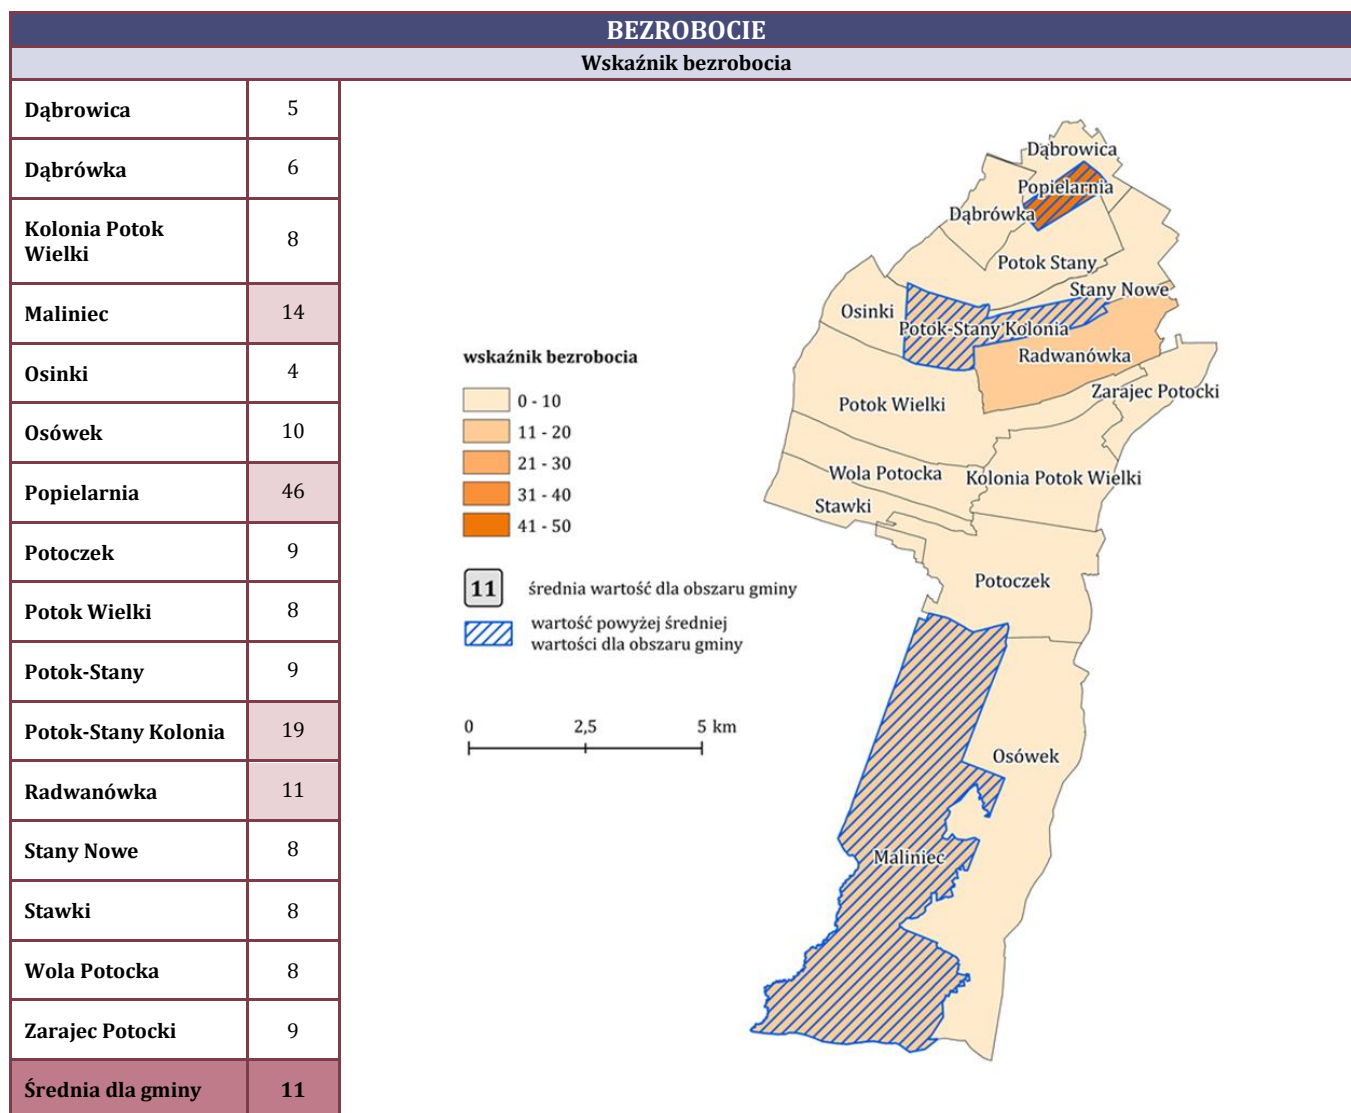 BEZROBOCIE
Wskaźnik bezrobocia
Dąbrowica 5
Dąbrówka 6
Kolonia Potok
Wielki 8
Maliniec 14
Osinki 4
Osówek 10
Popielarnia 46
Potoczek 9
Potok Wielki 8
Potok-Stany 9
Potok-Stany Kolonia 19
Radwanówka 11
Stany Nowe 8
Stawki 8
Wola Potocka 8
Zarajec Potocki 9
Średnia dla gminy 11
wskaźnik bezrobocia
0 - 10
11 - 20
21 - 30
31 - 40
41 - 50
11 średnia wartość dla obszaru gminy
wartość powyżej średniej
wartości dla obszaru gminy
0 2,5 5 km
Dąbrowica
Popielarnia
Dąbrówka
Potok Stany
Stany Nowe
Osinki
Potok-Stany Kolonia
Radwanówka
Zarajec Potocki
Potok Wielki
Wola Potocka
Kolonia Potok Wielki
Stawki
Potoczek
Osówek
Maliniec